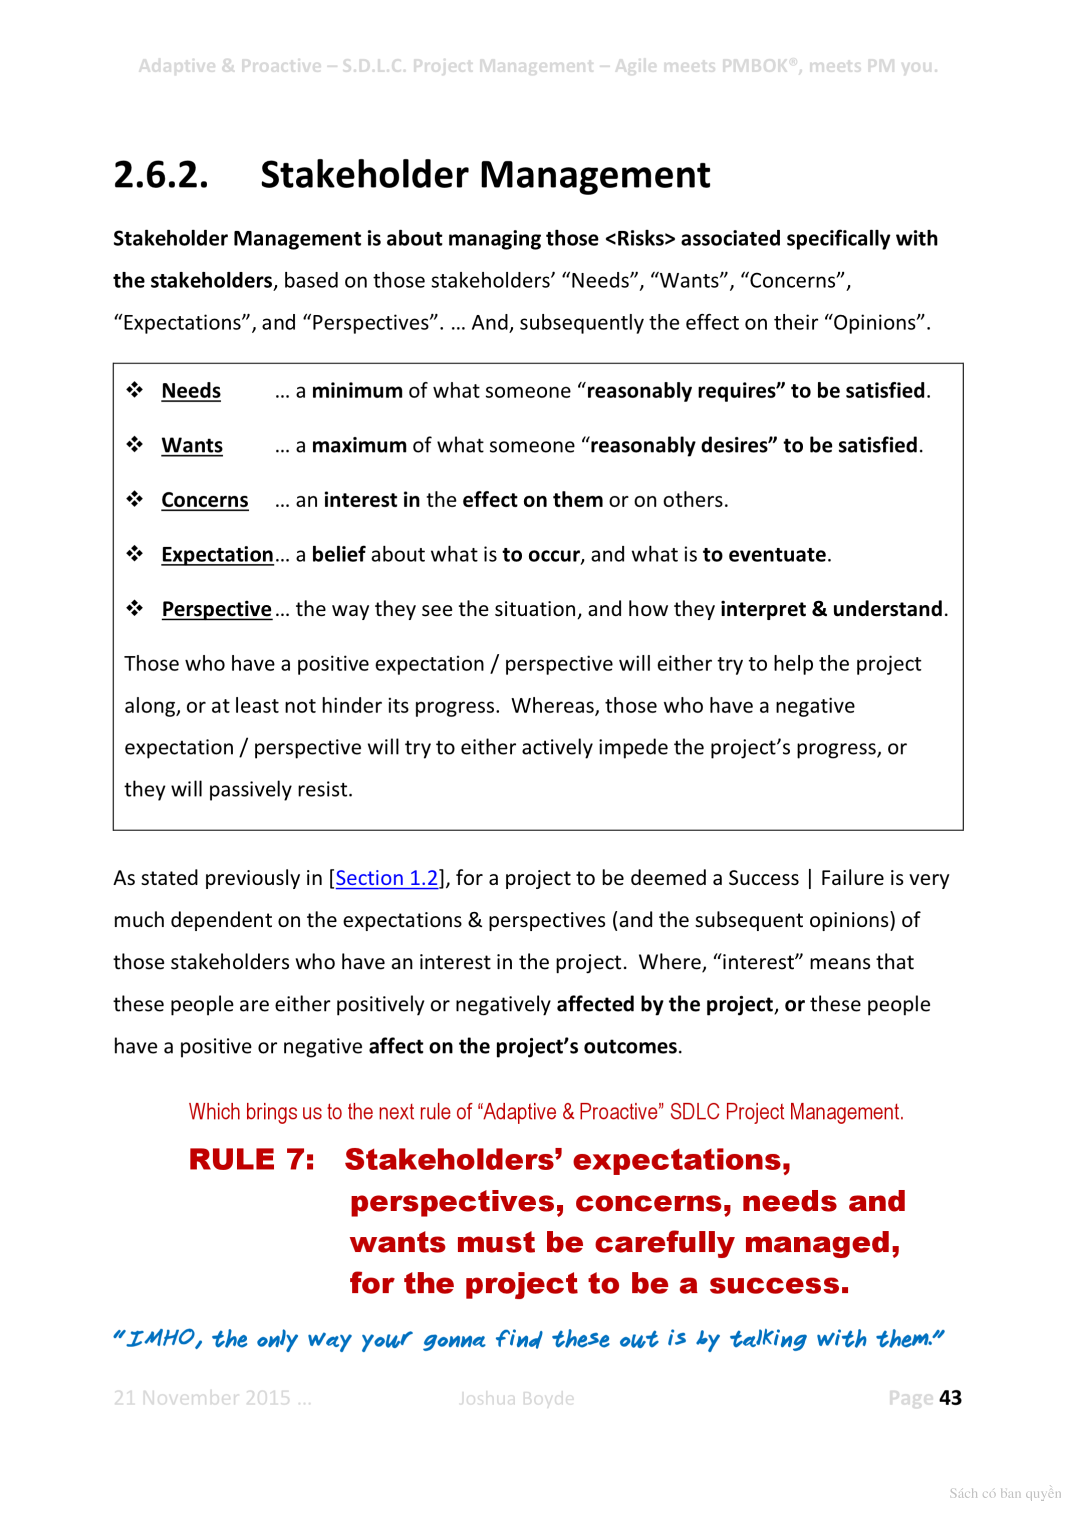 Adaptive & Proactive – S.D.L.C. Project Management – Agile meets PMBOK®, meets PM you.
2.6.2. Stakeholder Management
Stakeholder Management is about managing those <Risks> associated specifically with
the stakeholders, based on those stakeholders’ “Needs”, “Wants”, “Concerns”,
“Expectations”, and “Perspectives”. … And, subsequently the effect on their “Opinions”.
❖ Needs … a minimum of what someone “reasonably requires” to be satisfied.
❖ Wants … a maximum of what someone “reasonably desires” to be satisfied.
❖ Concerns … an interest in the effect on them or on others.
❖ Expectation… a belief about what is to occur, and what is to eventuate.
❖ Perspective … the way they see the situation, and how they interpret & understand.
Those who have a positive expectation / perspective will either try to help the project
along, or at least not hinder its progress. Whereas, those who have a negative
expectation / perspective will try to either actively impede the project’s progress, or
they will passively resist.
As stated previously in [Section 1.2], for a project to be deemed a Success | Failure is very
much dependent on the expectations & perspectives (and the subsequent opinions) of
those stakeholders who have an interest in the project. Where, “interest” means that
these people are either positively or negatively affected by the project, or these people
have a positive or negative affect on the project’s outcomes.
Which brings us to the next rule of “Adaptive & Proactive” SDLC Project Management.
RULE 7: Stakeholders’ expectations,
perspectives, concerns, needs and
wants must be carefully managed,
for the project to be a success.
“IMHO, the only way your gonna find these out is by talking with them.”
21 November 2015 … Joshua Boyde Page 43
Sách có bản quyền